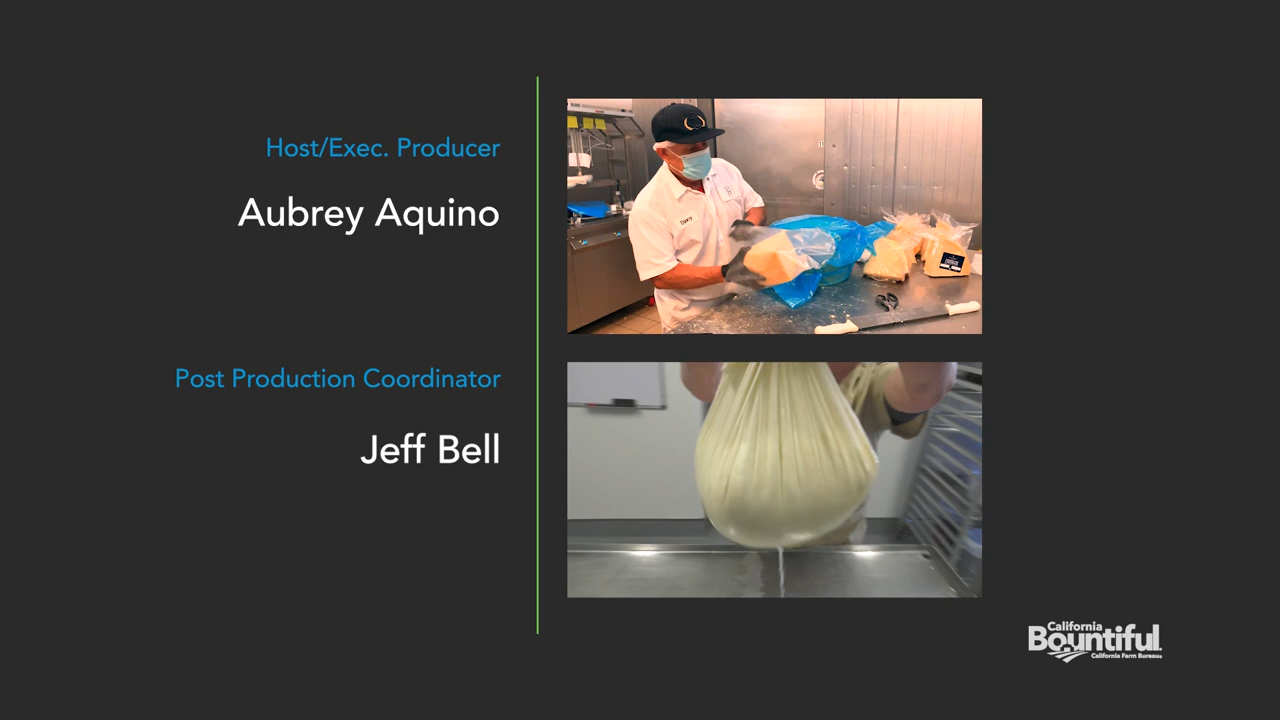 Host/Exec. Producer
Aubrey Aquino
Post Production Coordinator
Jeff Bell
California
Bountiful
California Farm Bureau